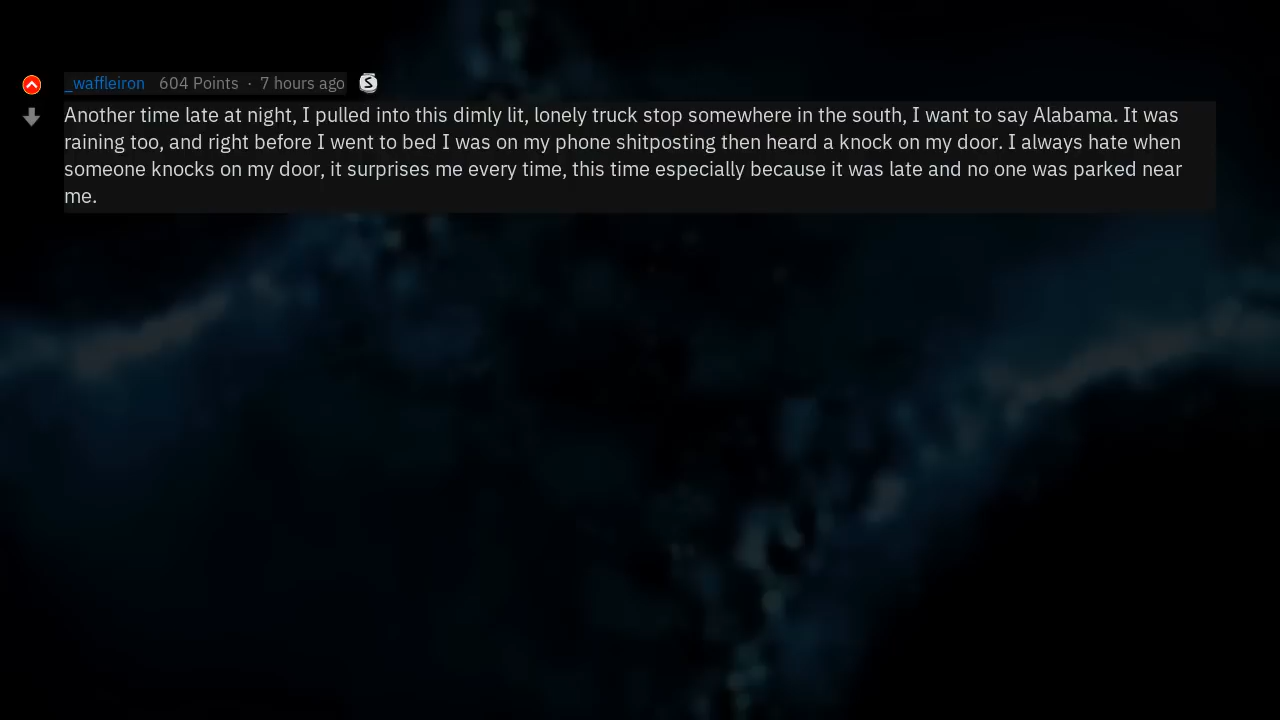 _waffleiron 604 Points · 7 hours ago S
Another time late at night, I pulled into this dimly lit, lonely truck stop somewhere in the south, I want to say Alabama. It was
raining too, and right before I went to bed I was on my phone shitposting then heard a knock on my door. I always hate when
someone knocks on my door, it surprises me every time, this time especially because it was late and no one was parked near
me.